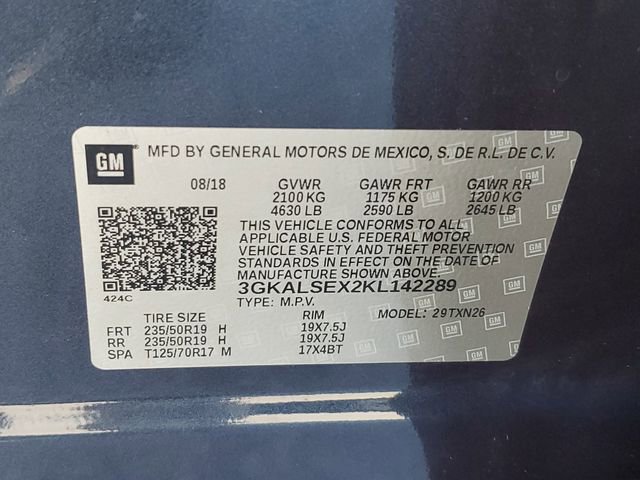 GM MFD BY GENERAL MOTORS DE MEXICO, S. DE R.L. DE C.V.
08/18 GVWR GAWR FRT GAWR RR
2100 KG 1175 KG 1200 KG
4630 LB 2590 LB 2645 LB
THIS VEHICLE CONFORMS TO ALL
APPLICABLE U.S. FEDERAL MOTOR
VEHICLE SAFETY AND THEFT PREVENTION
STANDARDS IN EFFECT ON THE DATE OF
MANUFACTURE SHOWN ABOVE.
3GKALSEX2KL142289
424C
TYPE: M.P.V. MODEL: 29TXN26
TIRE SIZE RIM
FRT 235/50R19 H 19X7.5J
RR 235/50R19 H 19X7.5J
SPA T125/70R17 M 17X4BT